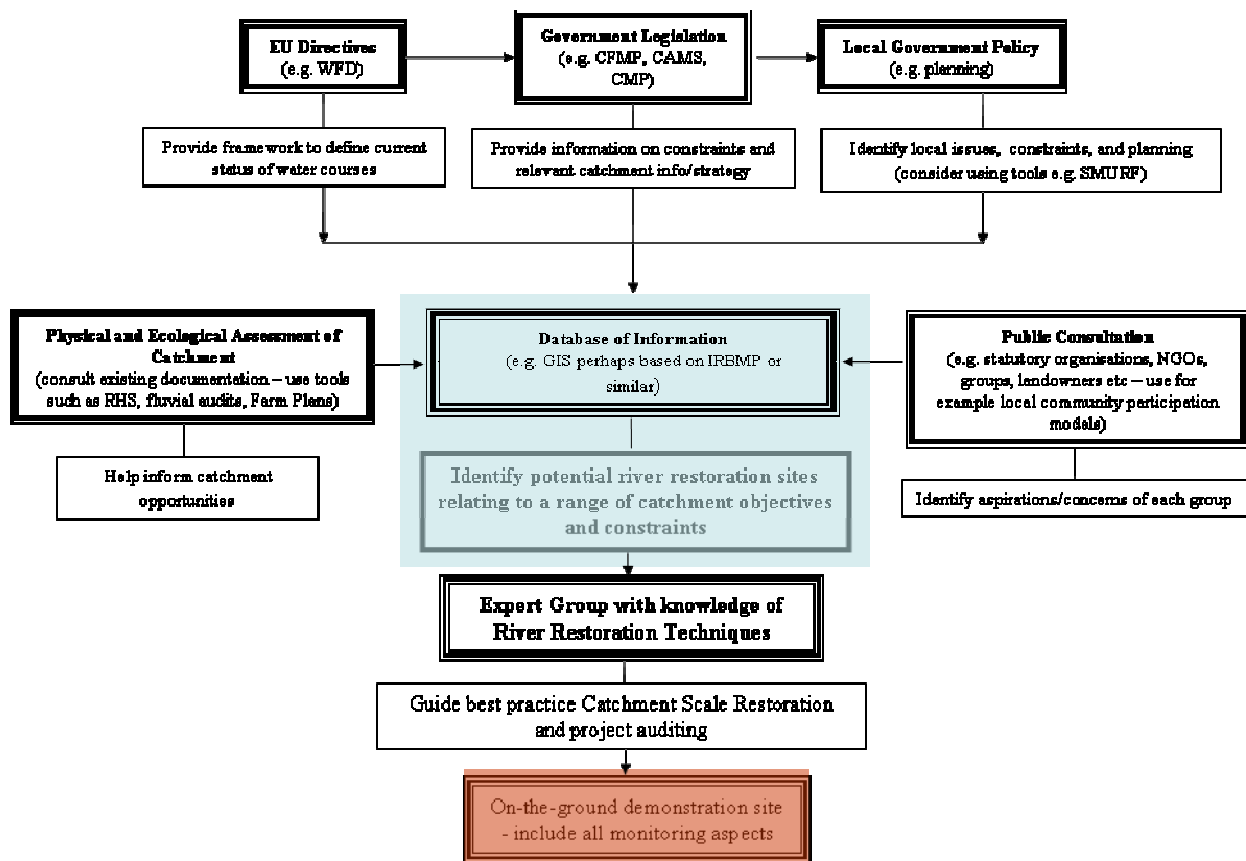 EU Directives
(e.g. WFD)
Government Legislation
(e.g. CFMP, CAMS,
CMP)
Local Government Policy
(e.g. planning)
Provide framework to define current
status of water courses
Provide information on constraints and
relevant catchment info/strategy
Identify local issues, constraints, and planning
(consider using tools e.g. SMURF)
Physical and Ecological Assessment of
Catchment
(consult existing documentation – use tools
such as RHS, fluvial audits, Farm Plans)
Database of Information
(e.g. GIS perhaps based on IRBMP or
similar)
Public Consultation
(e.g. statutory organisations, NGOs,
groups, landowners etc – use for
example local community participation
models)
Help inform catchment
opportunities
Identify potential river restoration sites
relating to a range of catchment objectives
and constraints
Identify aspirations/concerns of each group
Expert Group with knowledge of
River Restoration Techniques
Guide best practice Catchment Scale Restoration
and project auditing
On-the-ground demonstration site
- include all monitoring aspects